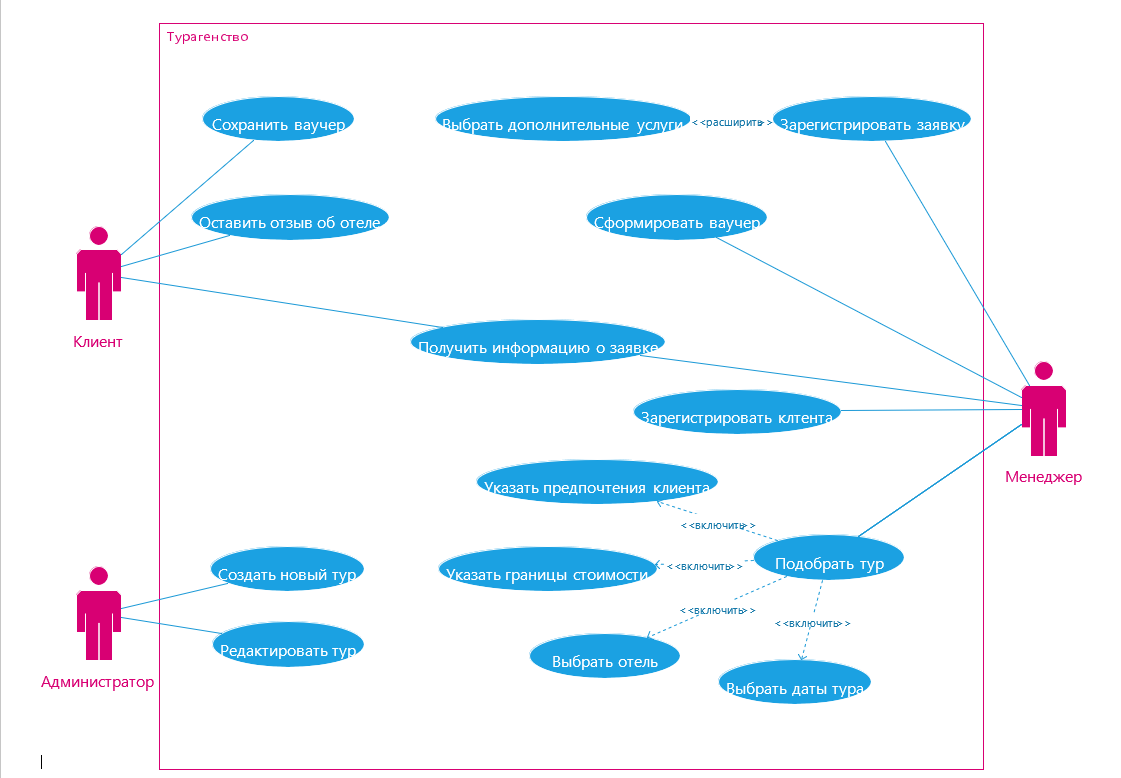 Турагенство
Сохранить ваучер
Выбрать дополнительные услуги
<<расширить>>
Зарегистрировать заявку
Оставить отзыв об отеле
Сформировать ваучер
Клиент
Получить информацию о заявке
Зарегистрировать клтента
Менеджер
Указать предпочтения клиента
<<включить>>
Подобрать тур
Создать новый тур
Указать границы стоимости
<<включить>>
<<включить>>
<<включить>>
Редактировать тур
Выбрать отель
Администратор
Выбрать даты тура